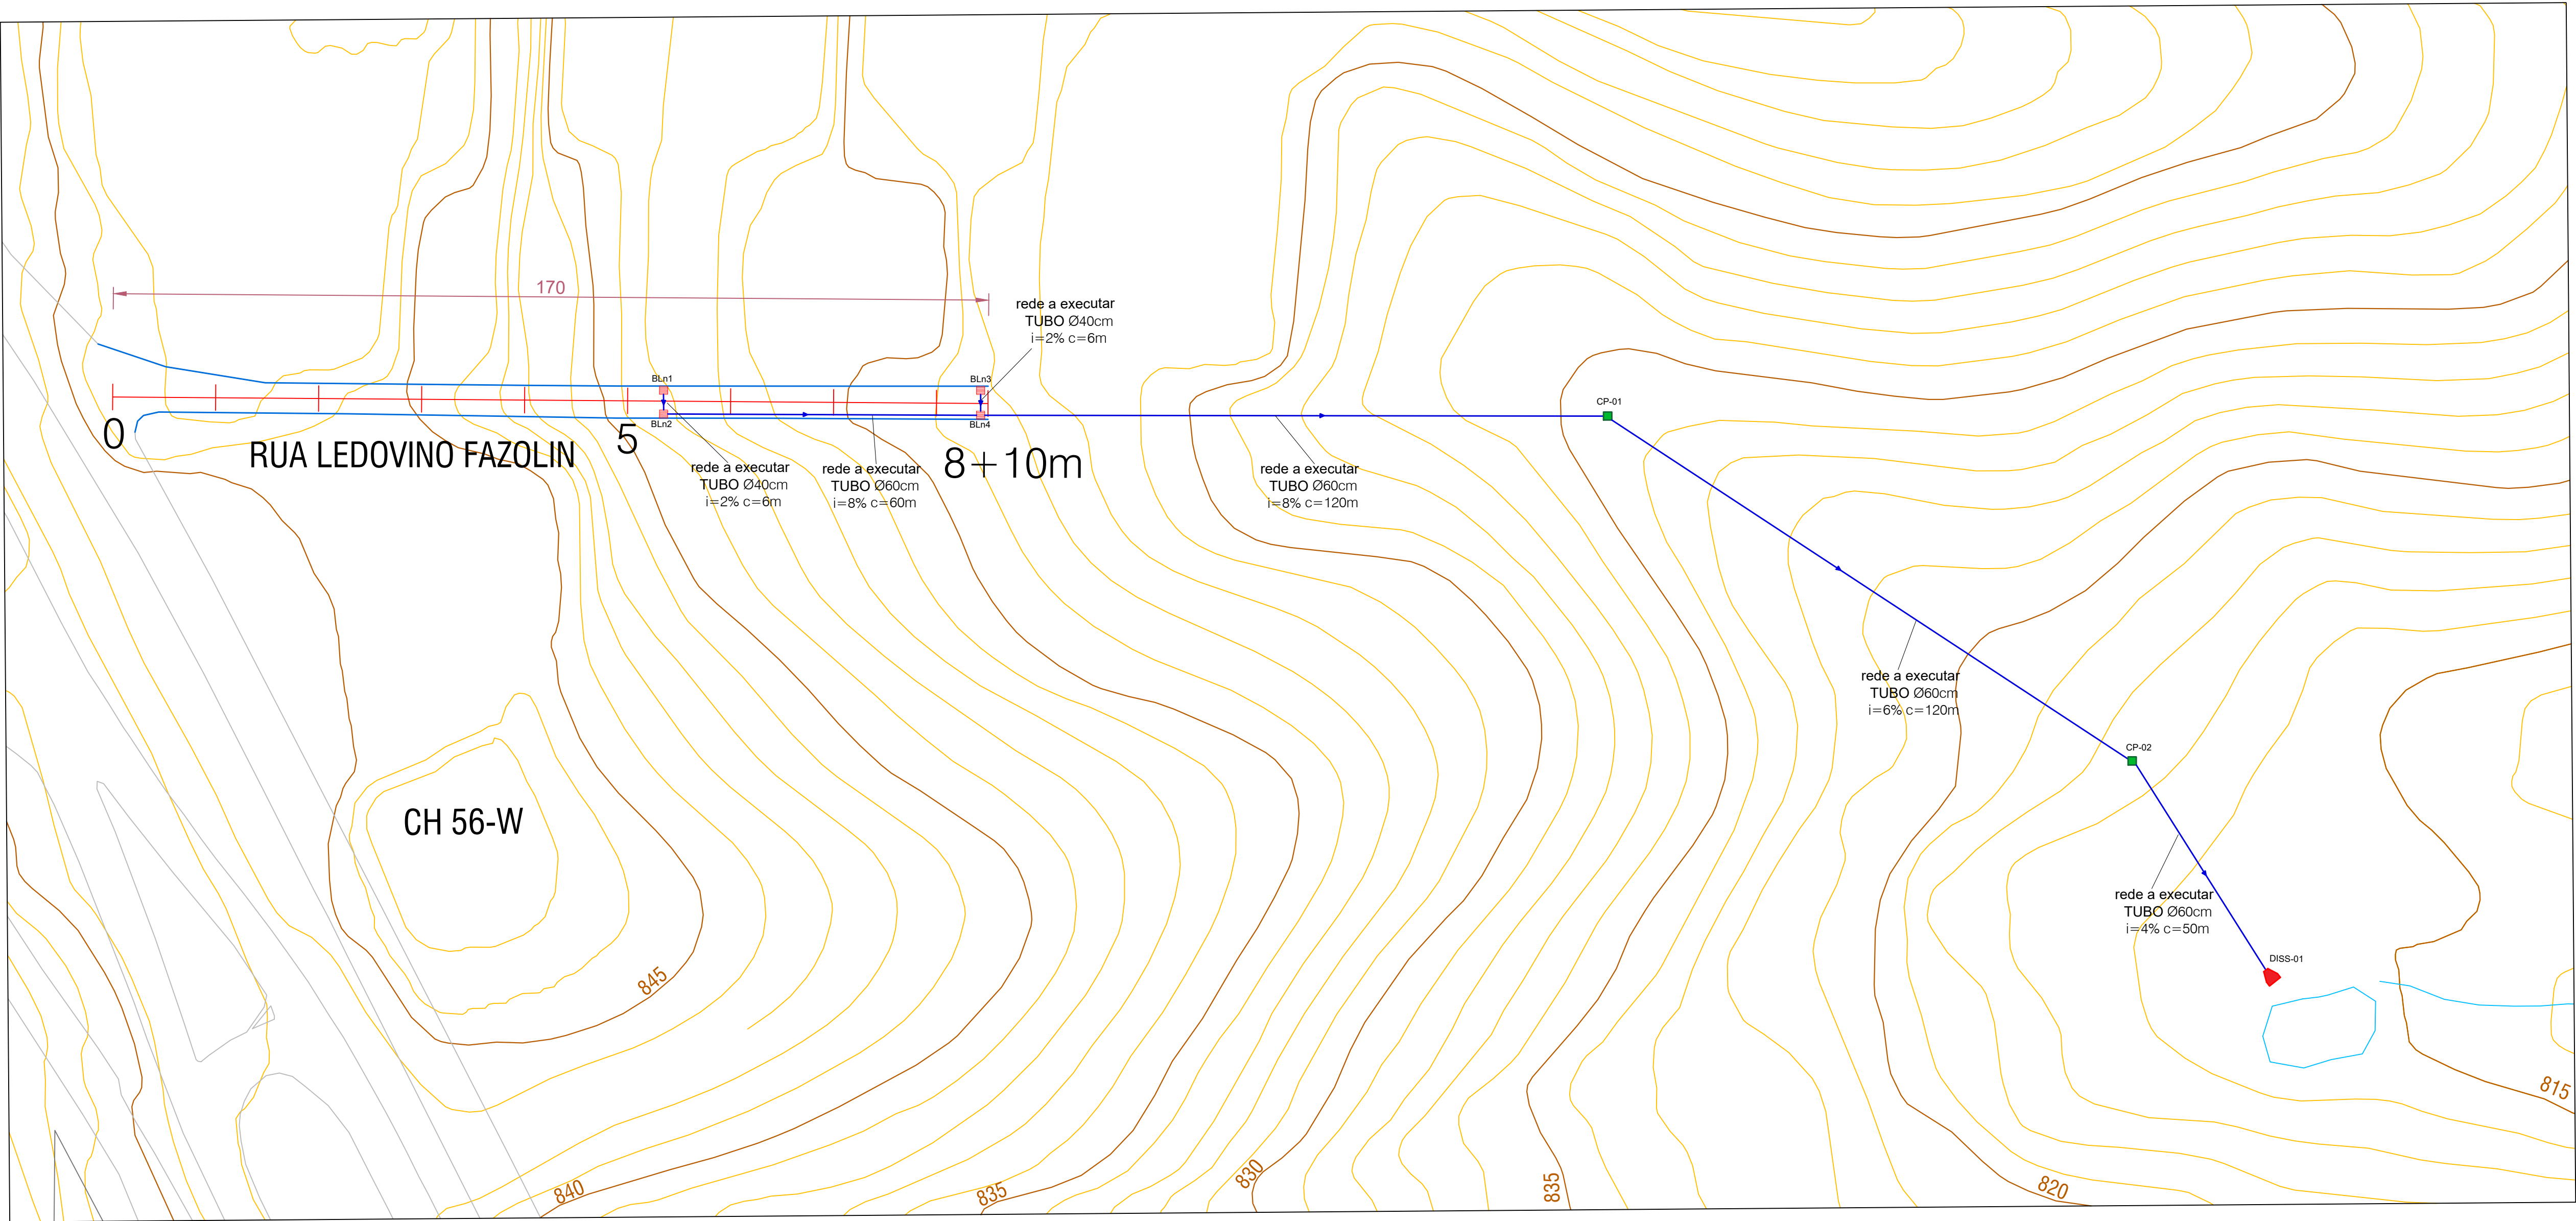 170
rede a executar
TUBO Ø40cm
i=2% c=6m
BLn1
BLn3
CP-01
BLn2
BLn4
0
5
RUA LEDOVINO FAZOLIN
8+10m
rede a executar
TUBO Ø40cm
i=2% c=6m
rede a executar
TUBO Ø60cm
i=8% c=60m
rede a executar
TUBO Ø60cm
i=8% c=120m
rede a executar
TUBO Ø60cm
i=6% c=120m
CP-02
CH 56-W
rede a executar
TUBO Ø60cm
i=4% c=50m
DISS-01
845
815
840
835
830
835
820